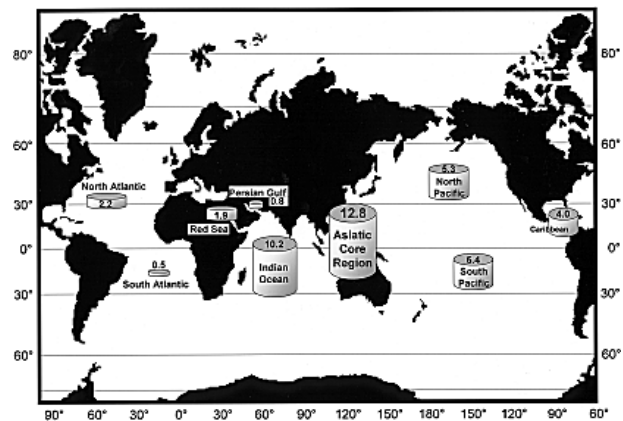 80° 80°
60° 60°
5.3
North
Pacific
North Atlantic
2.2
Persian Gulf
0.8
30° 30°
1.9
Red Sea
12.8
Asiatic
Core
Region
4.0
Caribbean
0° 0°
10.2
Indian
Ocean
0.5
South Atlantic
South
Pacific
30° 30°
60° 60°
90° 60° 30° 0° 30° 60° 90° 120° 150° 180° 150° 120° 90° 60°